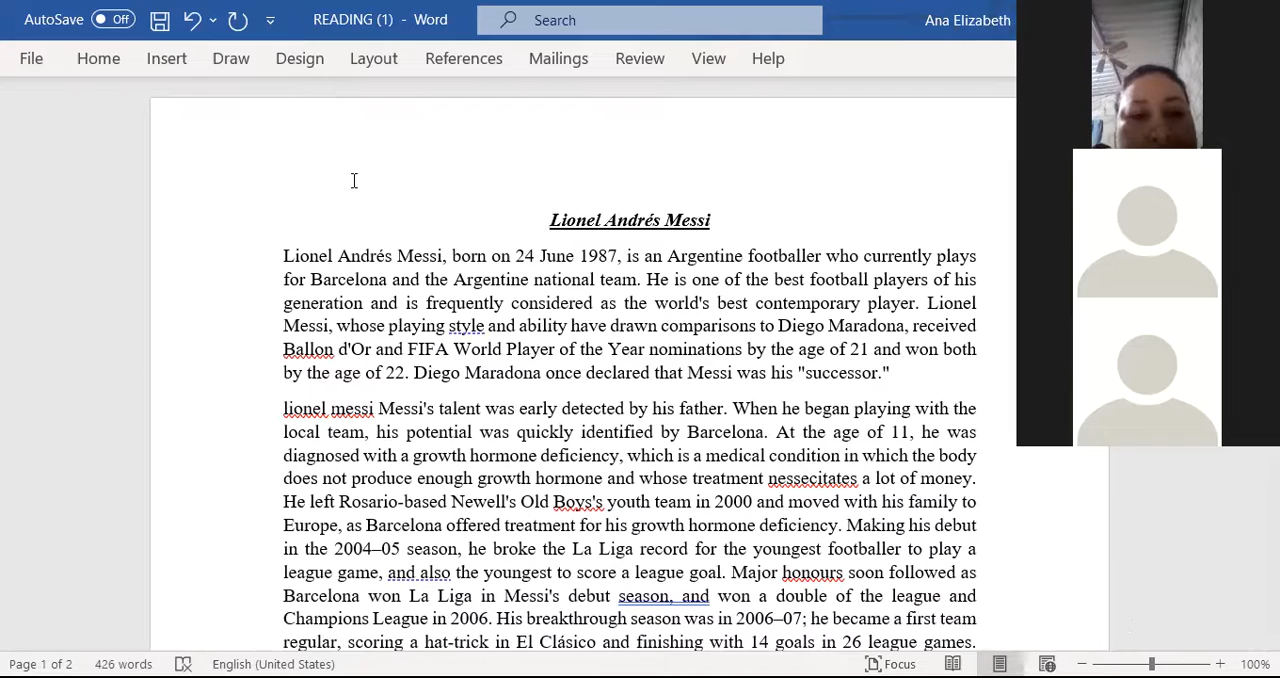 AutoSave Off READING (1) - Word Search Ana Elizabeth
File Home Insert Draw Design Layout References Mailings Review View Help
Lionel Andrés Messi
Lionel Andrés Messi, born on 24 June 1987, is an Argentine footballer who currently plays
for Barcelona and the Argentine national team. He is one of the best football players of his
generation and is frequently considered as the world's best contemporary player. Lionel
Messi, whose playing style and ability have drawn comparisons to Diego Maradona, received
Ballon d'Or and FIFA World Player of the Year nominations by the age of 21 and won both
by the age of 22. Diego Maradona once declared that Messi was his "successor."
lionel messi Messi's talent was early detected by his father. When he began playing with the
local team, his potential was quickly identified by Barcelona. At the age of 11, he was
diagnosed with a growth hormone deficiency, which is a medical condition in which the body
does not produce enough growth hormone and whose treatment nessecitates a lot of money.
He left Rosario-based Newell's Old Boys's youth team in 2000 and moved with his family to
Europe, as Barcelona offered treatment for his growth hormone deficiency. Making his debut
in the 2004–05 season, he broke the La Liga record for the youngest footballer to play a
league game, and also the youngest to score a league goal. Major honours soon followed as
Barcelona won La Liga in Messi's debut season, and won a double of the league and
Champions League in 2006. His breakthrough season was in 2006–07; he became a first team
regular, scoring a hat-trick in El Clásico and finishing with 14 goals in 26 league games.
Page 1 of 2 426 words English (United States) Focus 100%